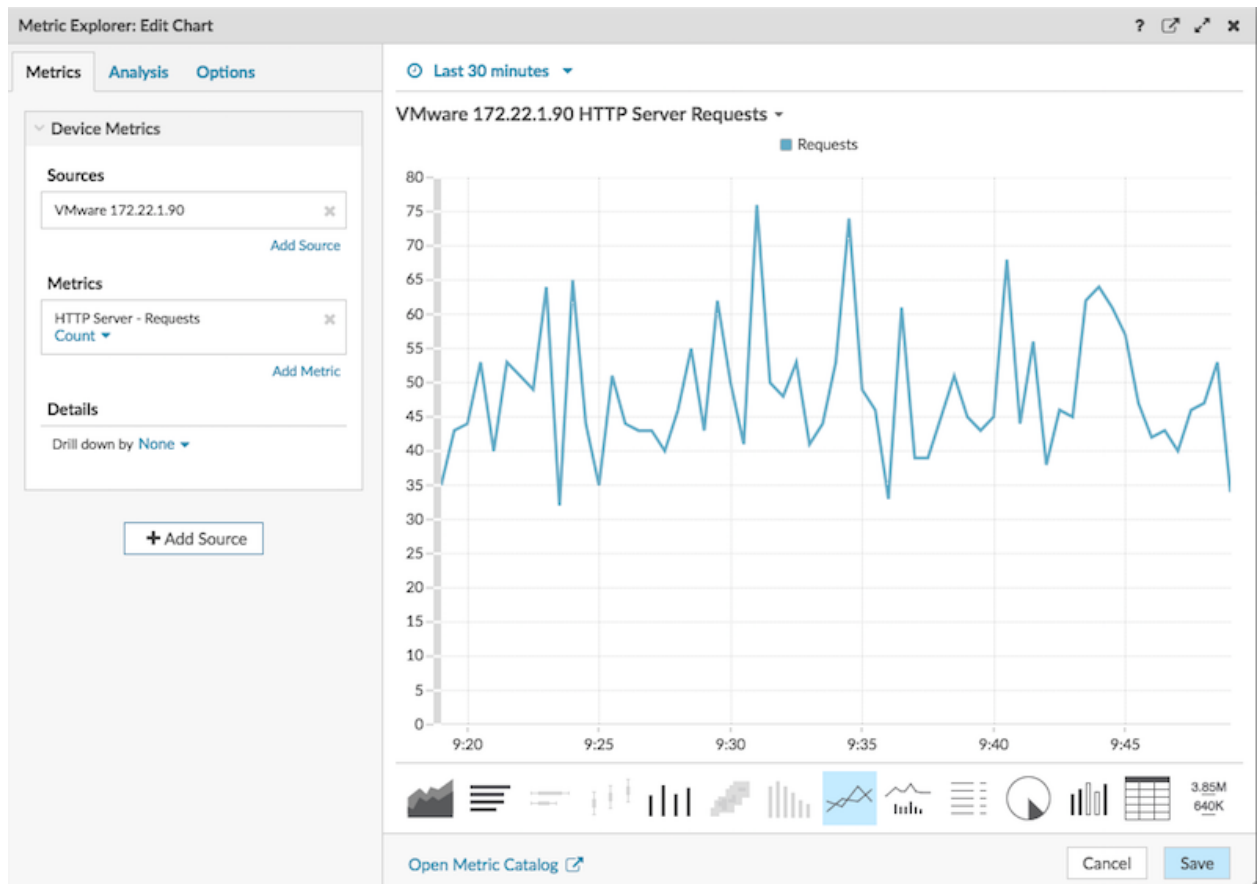 Metric Explorer: Edit Chart
?
Metrics Analysis Options
Device Metrics
Sources
VMware 172.22.1.90
Add Source
Metrics
HTTP Server - Requests
Count
Add Metric
Details
Drill down by None
+ Add Source
Last 30 minutes
VMware 172.22.1.90 HTTP Server Requests
Requests
80
75
70
65
60
55
50
45
40
35
30
25
20
15
10
5
0
9:20 9:25 9:30 9:35 9:40 9:45
3.85M
640K
Open Metric Catalog
Cancel Save